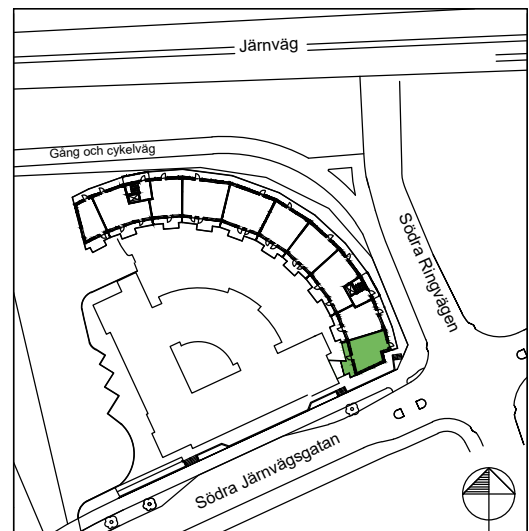 Järnväg
Gång och cykelväg
Södra Ringvägen
Södra Järnvägsgatan